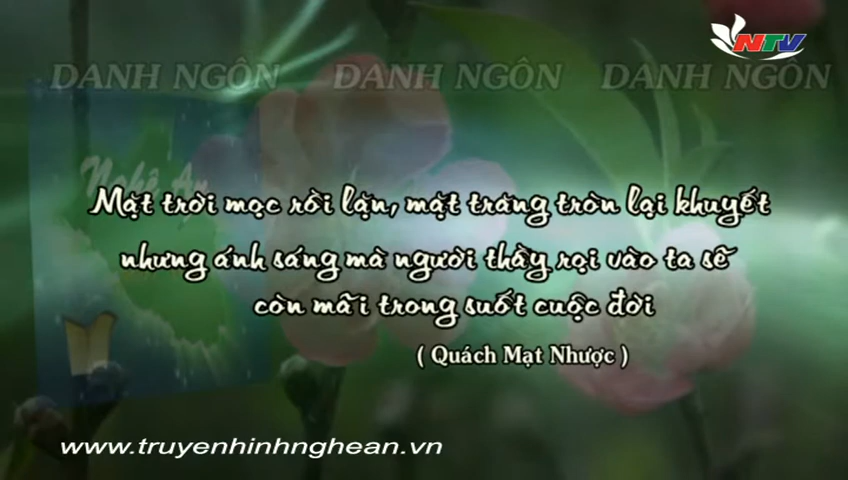 NTV
DANH NGÔN DANH NGÔN DANH NGÔN
Nghệ An
Mặt trời mọc rồi lặn, mặt trăng tròn lại khuyết
nhưng ánh sáng mà người thầy rọi vào ta sẽ
còn mãi trong suốt cuộc đời
( Quách Mạt Nhược )
www.truyenhinhnghean.vn